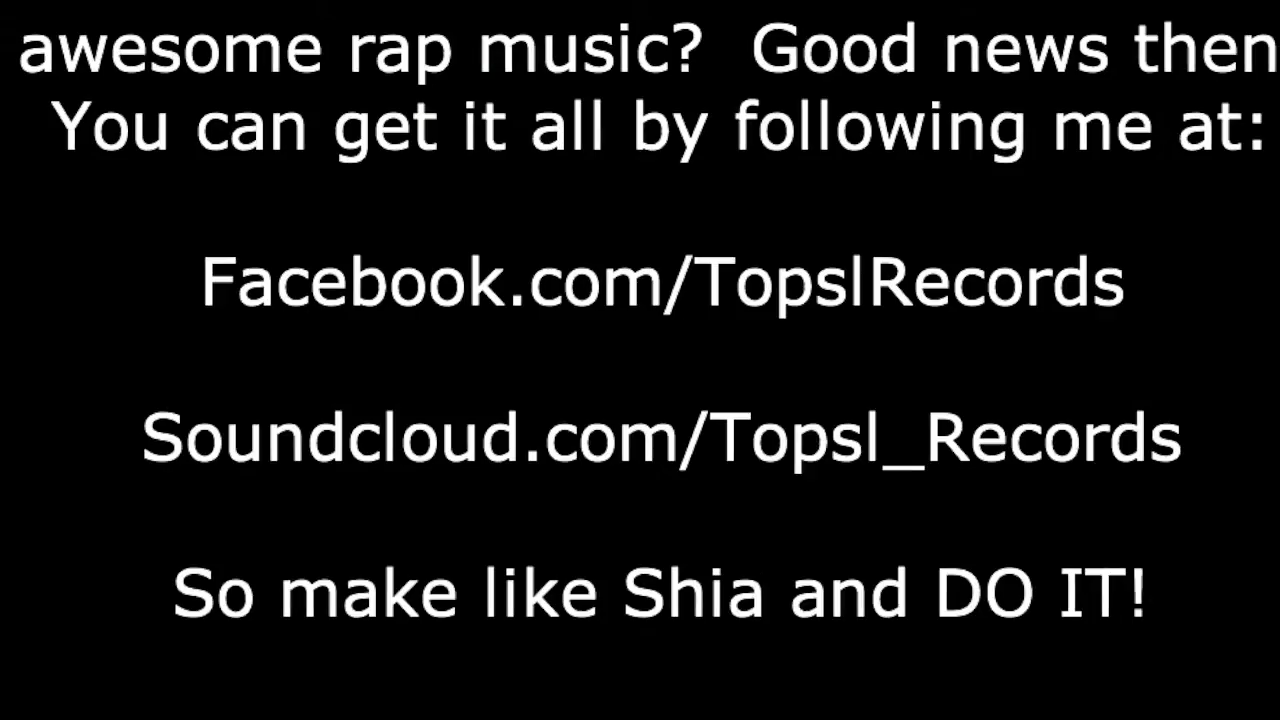 awesome rap music?  Good news then
You can get it all by following me at:
Facebook.com/TopslRecords
Soundcloud.com/Topsl_Records
So make like Shia and DO IT!